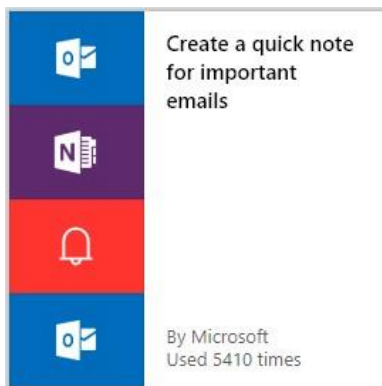 Create a quick note
for important
emails
By Microsoft
Used 5410 times